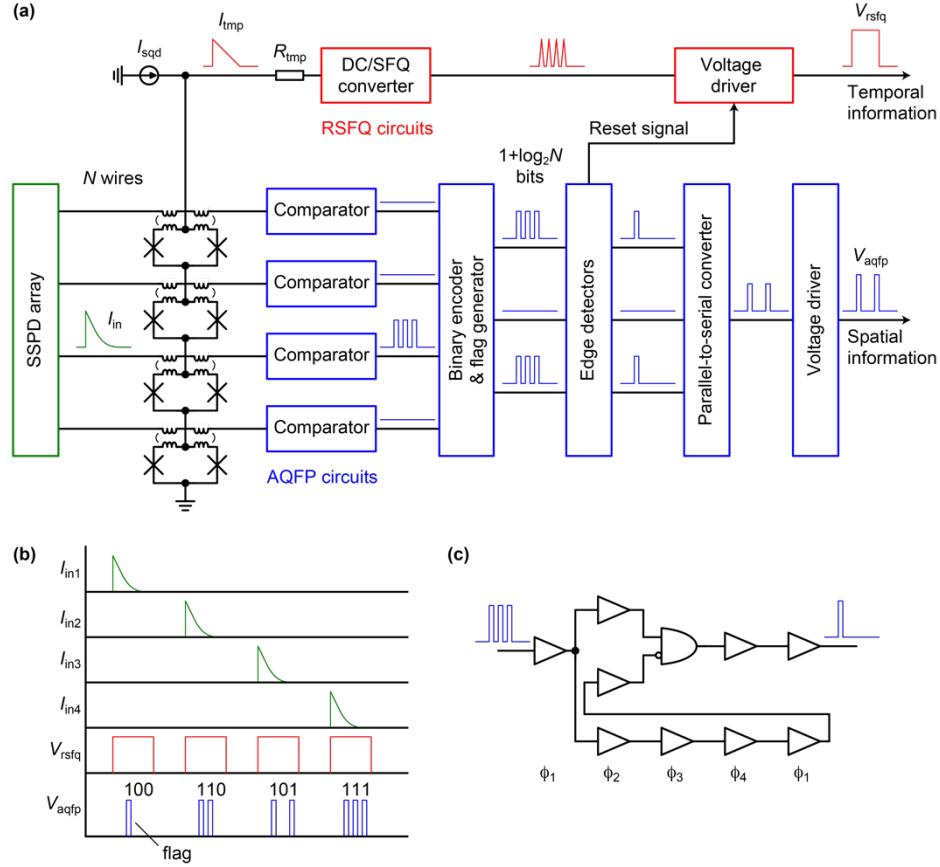 (a)
I_sqd
I_tmp
R_tmp
DC/SFQ
converter
RSFQ circuits
Voltage
driver
V_rsfq
Temporal
information
Reset signal
1+log₂N
bits
N wires
SSPD array
I_in
Comparator
Comparator
Comparator
Comparator
AQFP circuits
Binary encoder
& flag generator
Edge detectors
Parallel-to-serial converter
Voltage driver
V_aqfp
Spatial
information
(b)
I_in1
I_in2
I_in3
I_in4
V_rsfq
V_aqfp
100 110 101 111
flag
(c)
ϕ₁ ϕ₂ ϕ₃ ϕ₄ ϕ₁